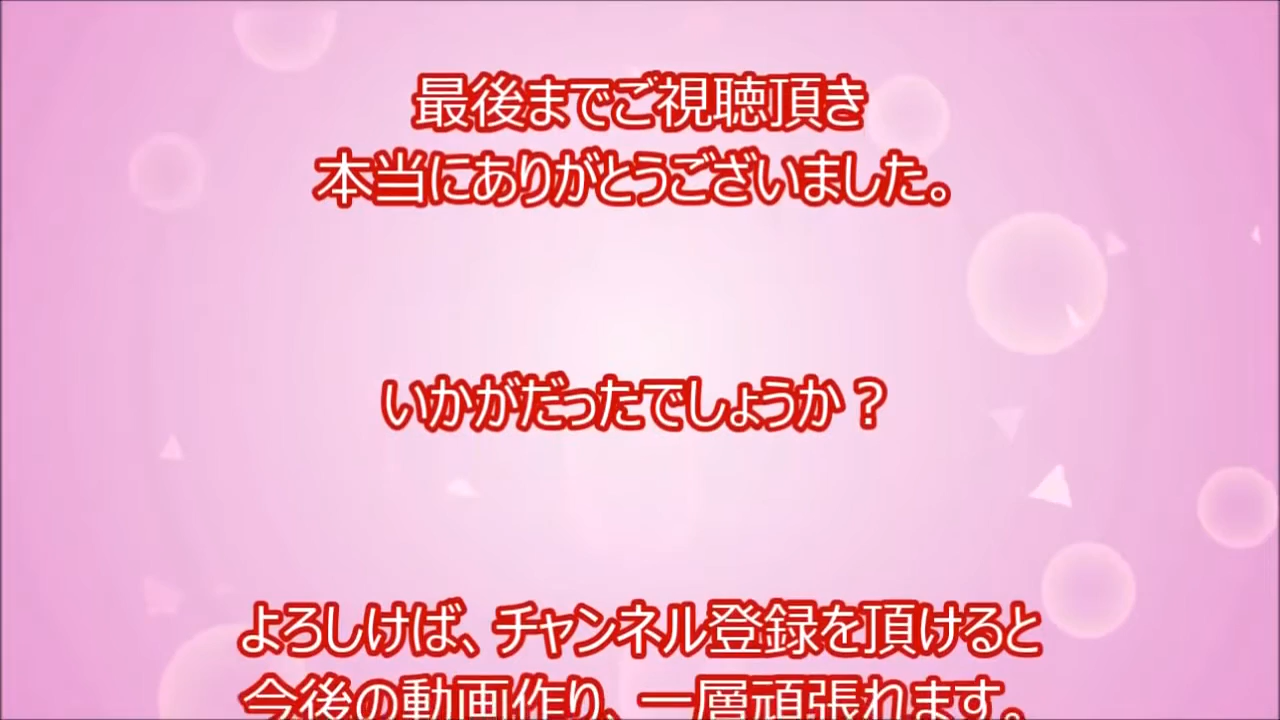 最後までご視聴頂き
本当にありがとうございました。
いかがだったでしょうか？
よろしければ、チャンネル登録を頂けると
今後の動画作り、一層頑張れます。